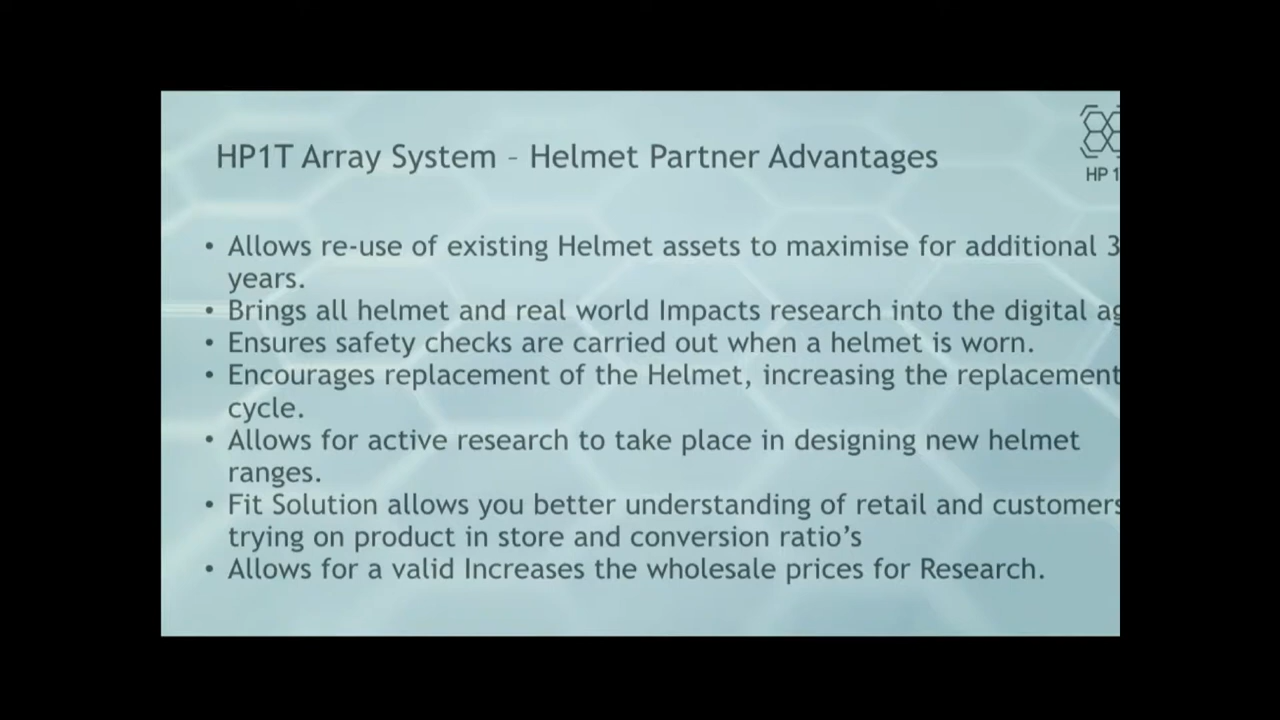 HP1T Array System – Helmet Partner Advantages
HP 1
• Allows re-use of existing Helmet assets to maximise for additional 3
years.
• Brings all helmet and real world Impacts research into the digital
• Ensures safety checks are carried out when a helmet is worn.
• Encourages replacement of the Helmet, increasing the replacement
cycle.
• Allows for active research to take place in designing new helmet
ranges.
• Fit Solution allows you better understanding of retail and customers
trying on product in store and conversion ratio’s
• Allows for a valid Increases the wholesale prices for Research.